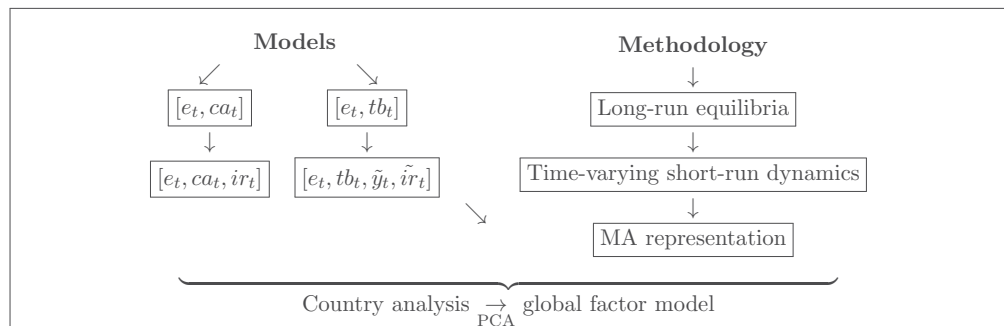 Models
Methodology
↙ ↘ ↓
[e_t, ca_t] [e_t, tb_t] Long-run equilibria
↓ ↓ ↓
[e_t, ca_t, ir_t] [e_t, tb_t, ỹ_t, ĩr_t] Time-varying short-run dynamics
↘ ↓
MA representation
Country analysis → global factor model
PCA